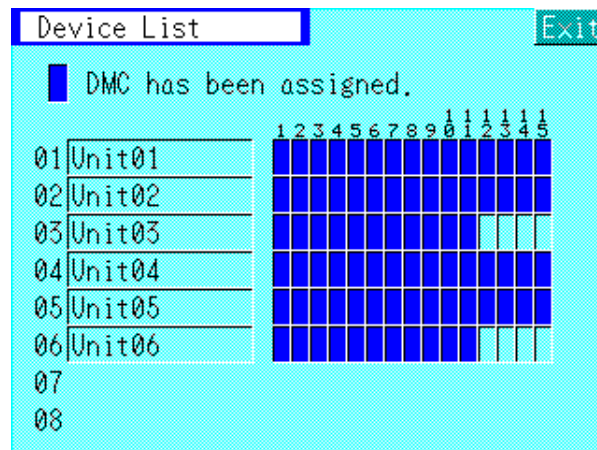 Device List Exit
DMC has been assigned.
1 2 3 4 5 6 7 8 9 10 11 12 13 14 15
01 Unit01
02 Unit02
03 Unit03
04 Unit04
05 Unit05
06 Unit06
07
08